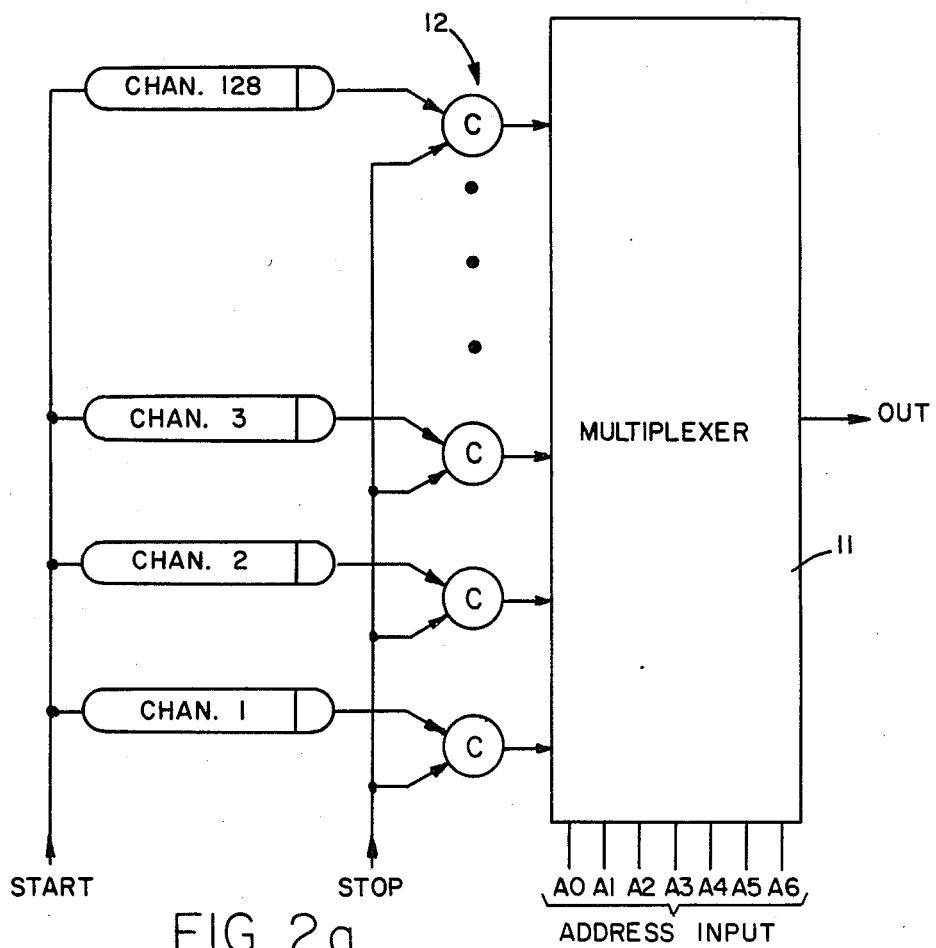 12
CHAN. 128
C
CHAN. 3
C
MULTIPLEXER
OUT
CHAN. 2
C
11
CHAN. 1
C
START
STOP
A0 A1 A2 A3 A4 A5 A6
ADDRESS INPUT
FIG. 2a